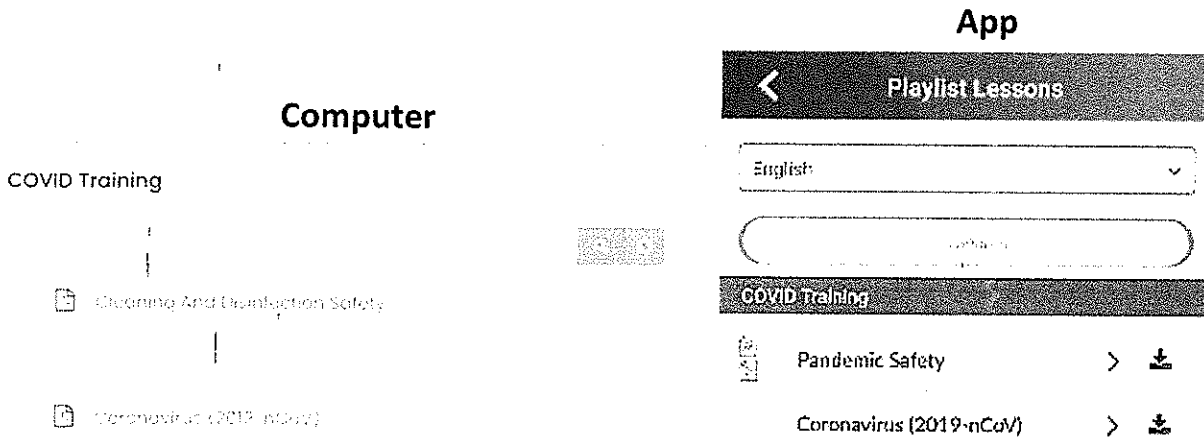 Computer
COVID Training
Cleaning And Disinfection Safety
Coronavirus (2019-nCoV)
App
Playlist Lessons
English
COVID Training
Pandemic Safety
Coronavirus (2019-nCoV)